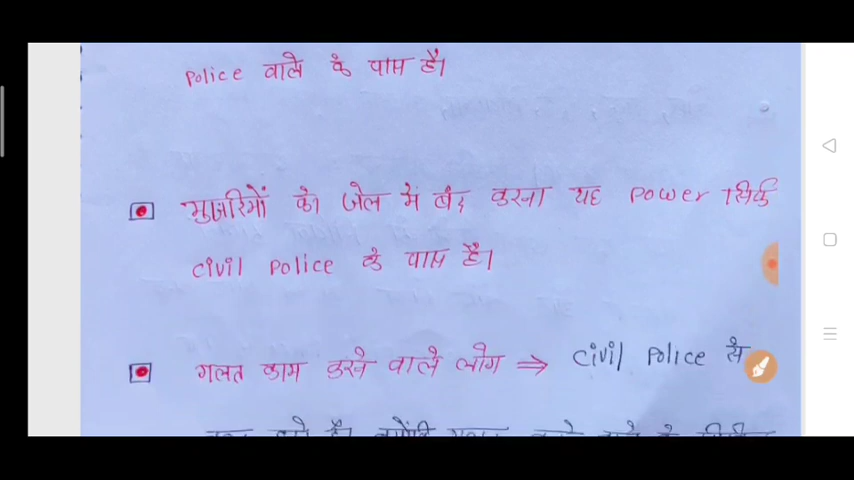 Police वाले के पास है।
मुजरिमों को जेल में बंद करना यह Power सिर्फ
civil Police के पास है।
गलत काम करने वाले लोग ⇒ Civil Police से